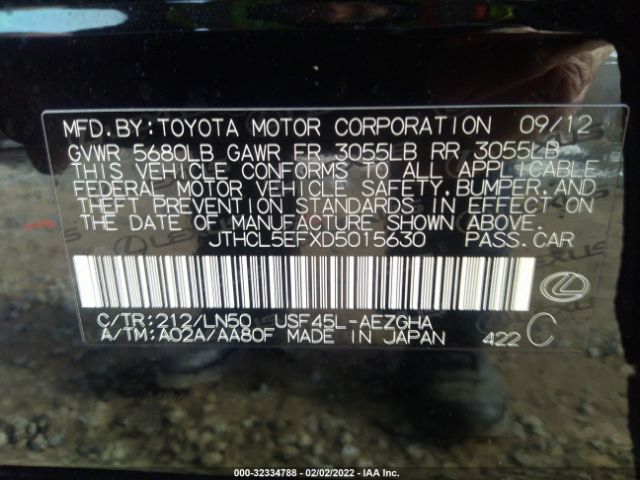 MFD.BY:TOYOTA MOTOR CORPORATION 09/12
GVWR 5680LB GAWR FR 3055LB RR 3055LB
THIS VEHICLE CONFORMS TO ALL APPLICABLE
FEDERAL MOTOR VEHICLE SAFETY,BUMPER,AND
THEFT PREVENTION STANDARDS IN EFFECT ON
THE DATE OF MANUFACTURE SHOWN ABOVE.
JTHCL5EFXD5015630 PASS.CAR
C/TR:212/LN50 USF45L-AEZGHA
A/TM:A02A/AA80F MADE IN JAPAN 422 C
000-32334788 - 02/02/2022 - IAA Inc.